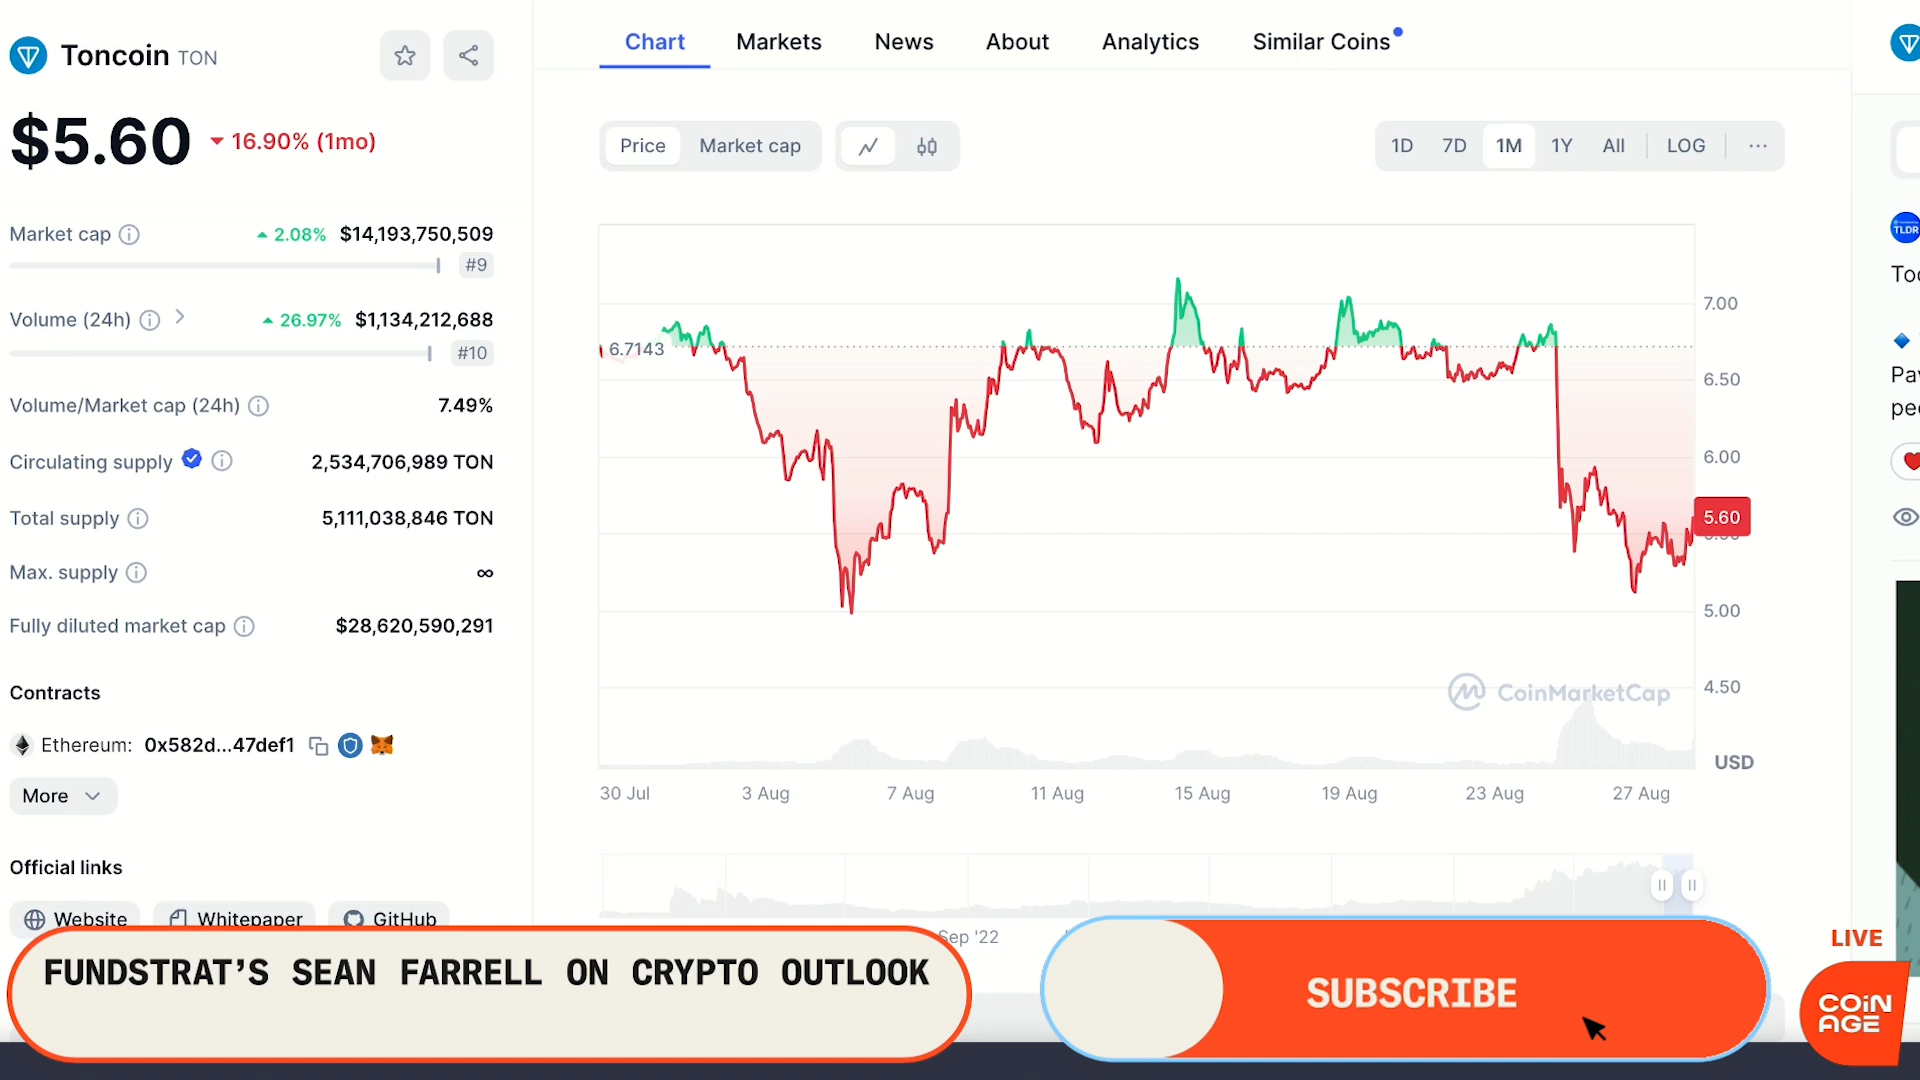 Toncoin TON
$5.60 16.90% (1mo)
Market cap 2.08% $14,193,750,509
#9
Volume (24h) 26.97% $1,134,212,688
#10
Volume/Market cap (24h) 7.49%
Circulating supply 2,534,706,989 TON
Total supply 5,111,038,846 TON
Max. supply ∞
Fully diluted market cap $28,620,590,291
Contracts
Ethereum: 0x582d...47def1
More
Official links
Website Whitepaper GitHub
Chart Markets News About Analytics Similar Coins
Price Market cap
1D 7D 1M 1Y All LOG ...
6.7143
7.00
6.50
6.00
5.60
5.00
4.50
CoinMarketCap
USD
30 Jul 3 Aug 7 Aug 11 Aug 15 Aug 19 Aug 23 Aug 27 Aug
Sep '22
TLDR
FUNDSTRAT'S SEAN FARRELL ON CRYPTO OUTLOOK
SUBSCRIBE
LIVE
COiN
AGE